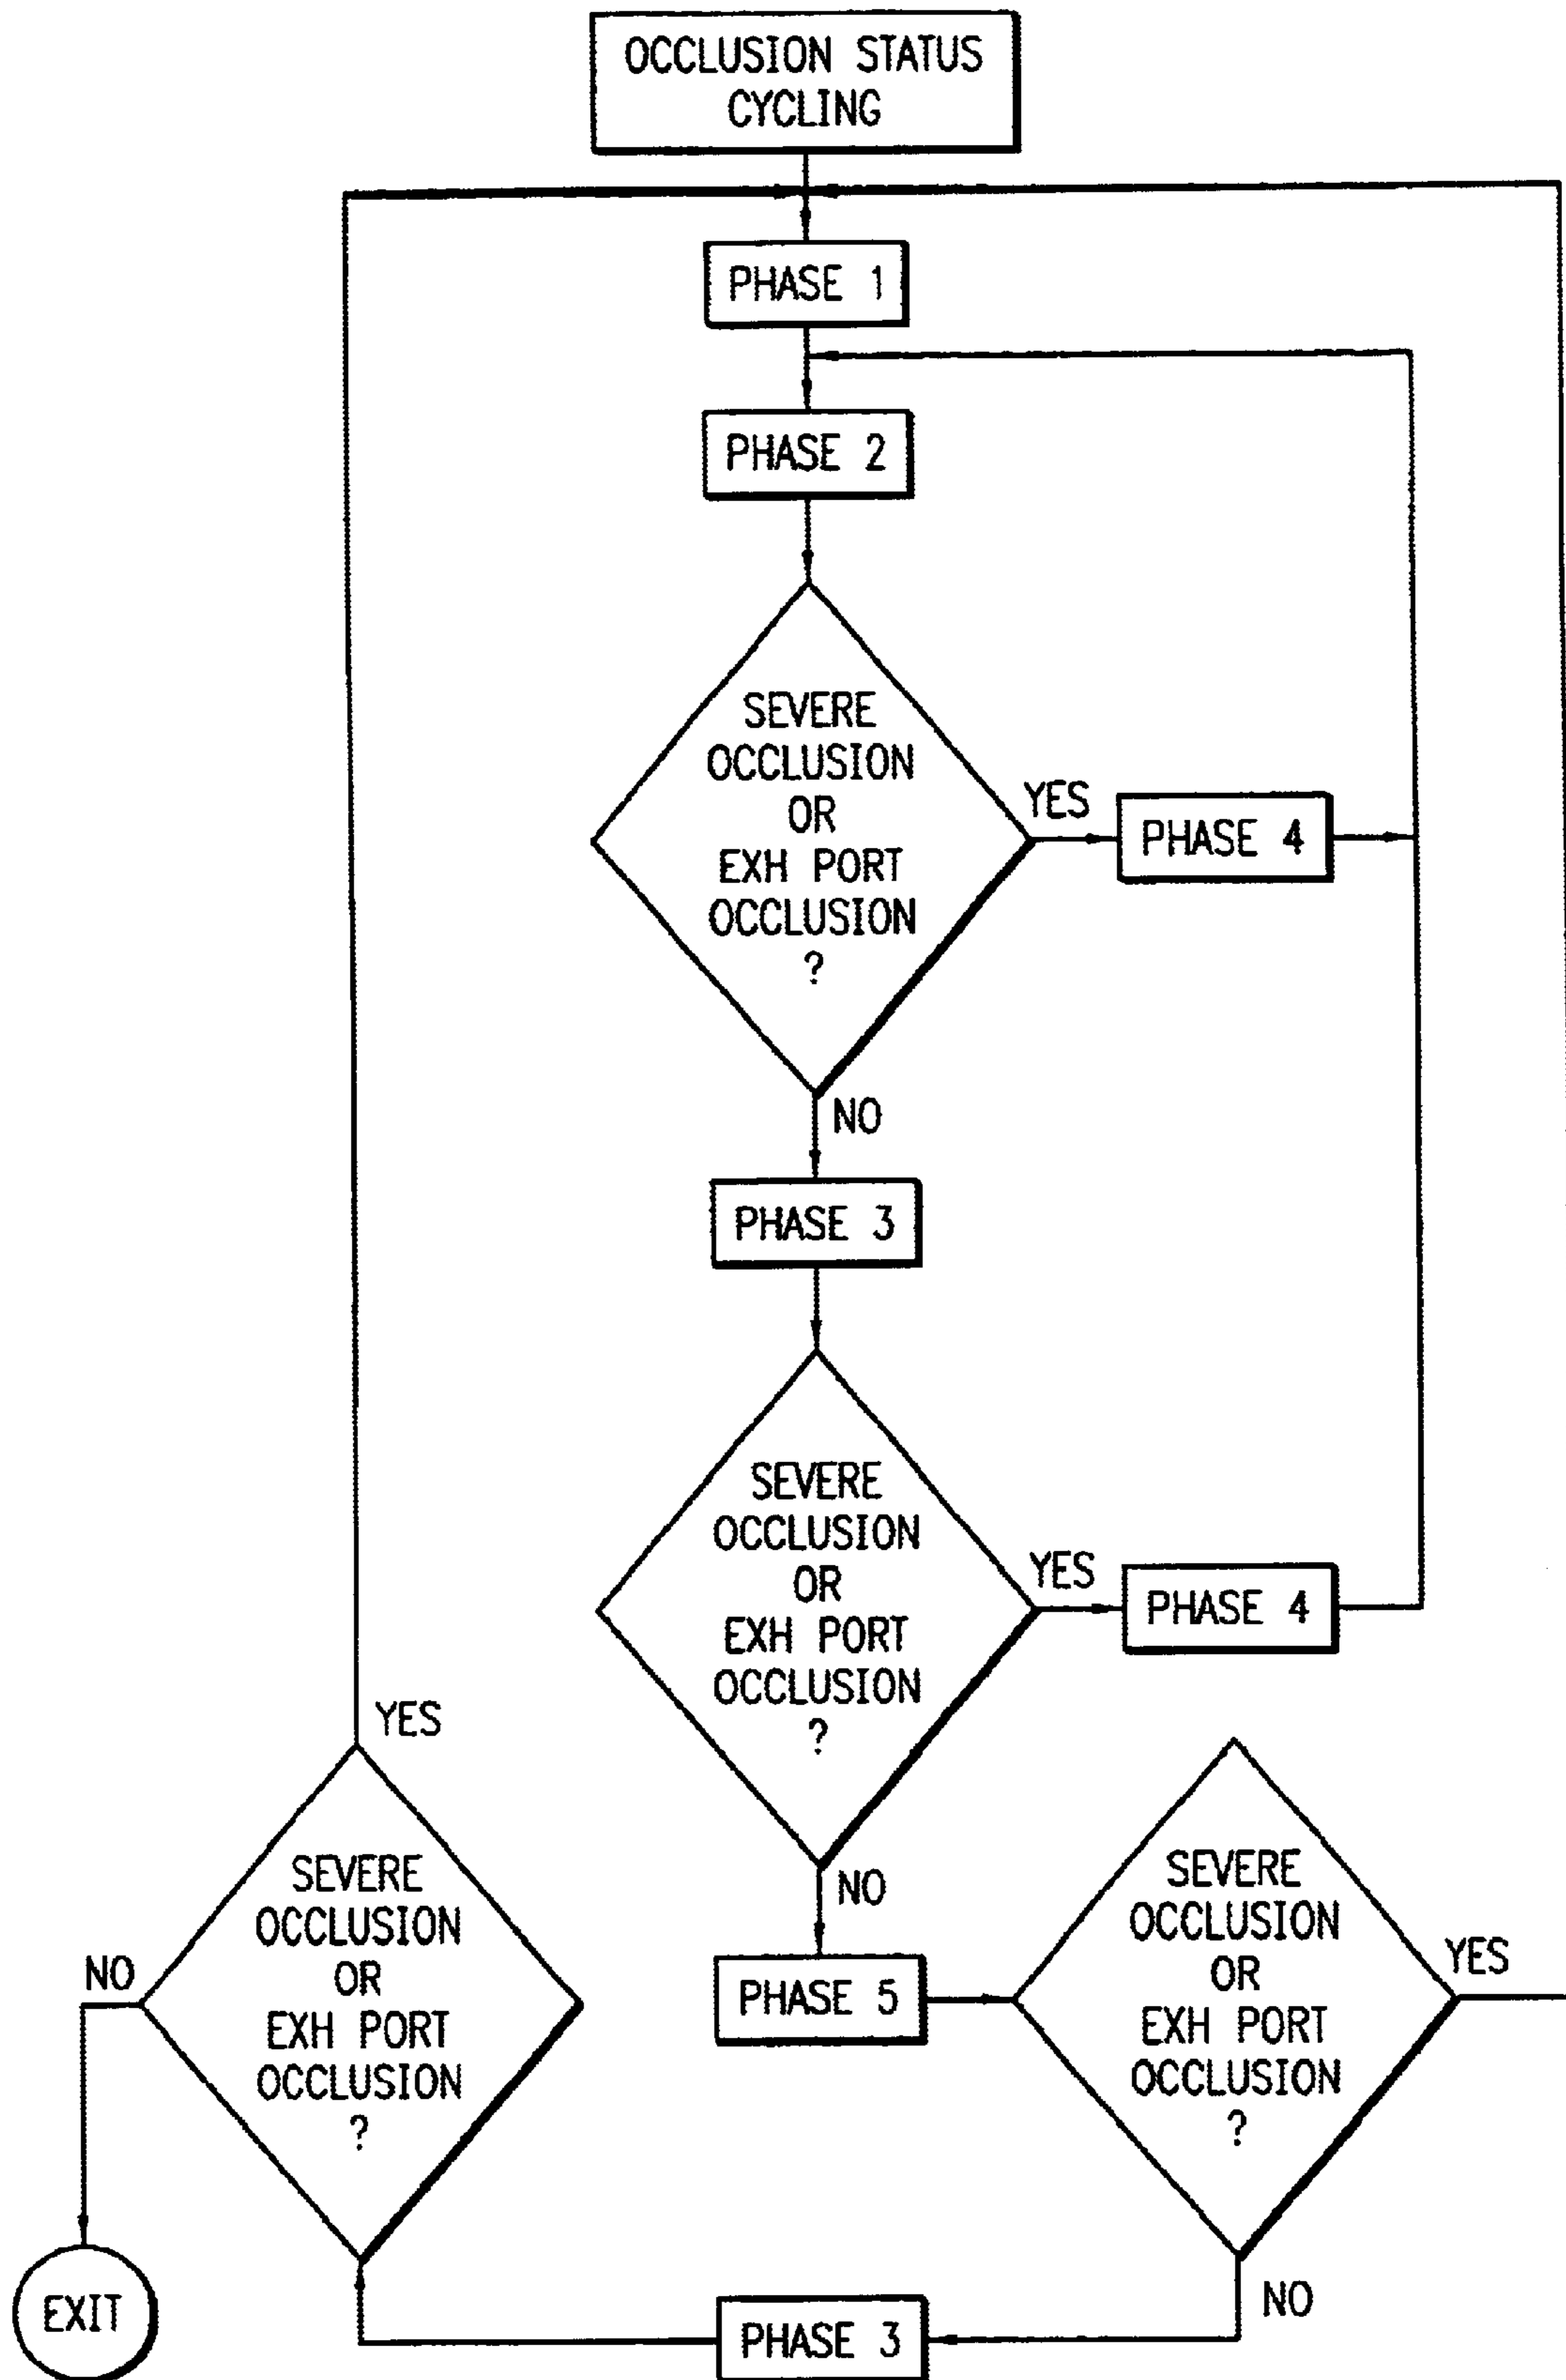 OCCLUSION STATUS
CYCLING
PHASE 1
PHASE 2
SEVERE
OCCLUSION
OR
EXH PORT
OCCLUSION
?
YES
PHASE 4
NO
PHASE 3
SEVERE
OCCLUSION
OR
EXH PORT
OCCLUSION
?
YES
PHASE 4
NO
PHASE 5
SEVERE
OCCLUSION
OR
EXH PORT
OCCLUSION
?
YES
NO
PHASE 3
SEVERE
OCCLUSION
OR
EXH PORT
OCCLUSION
?
YES
NO
EXIT